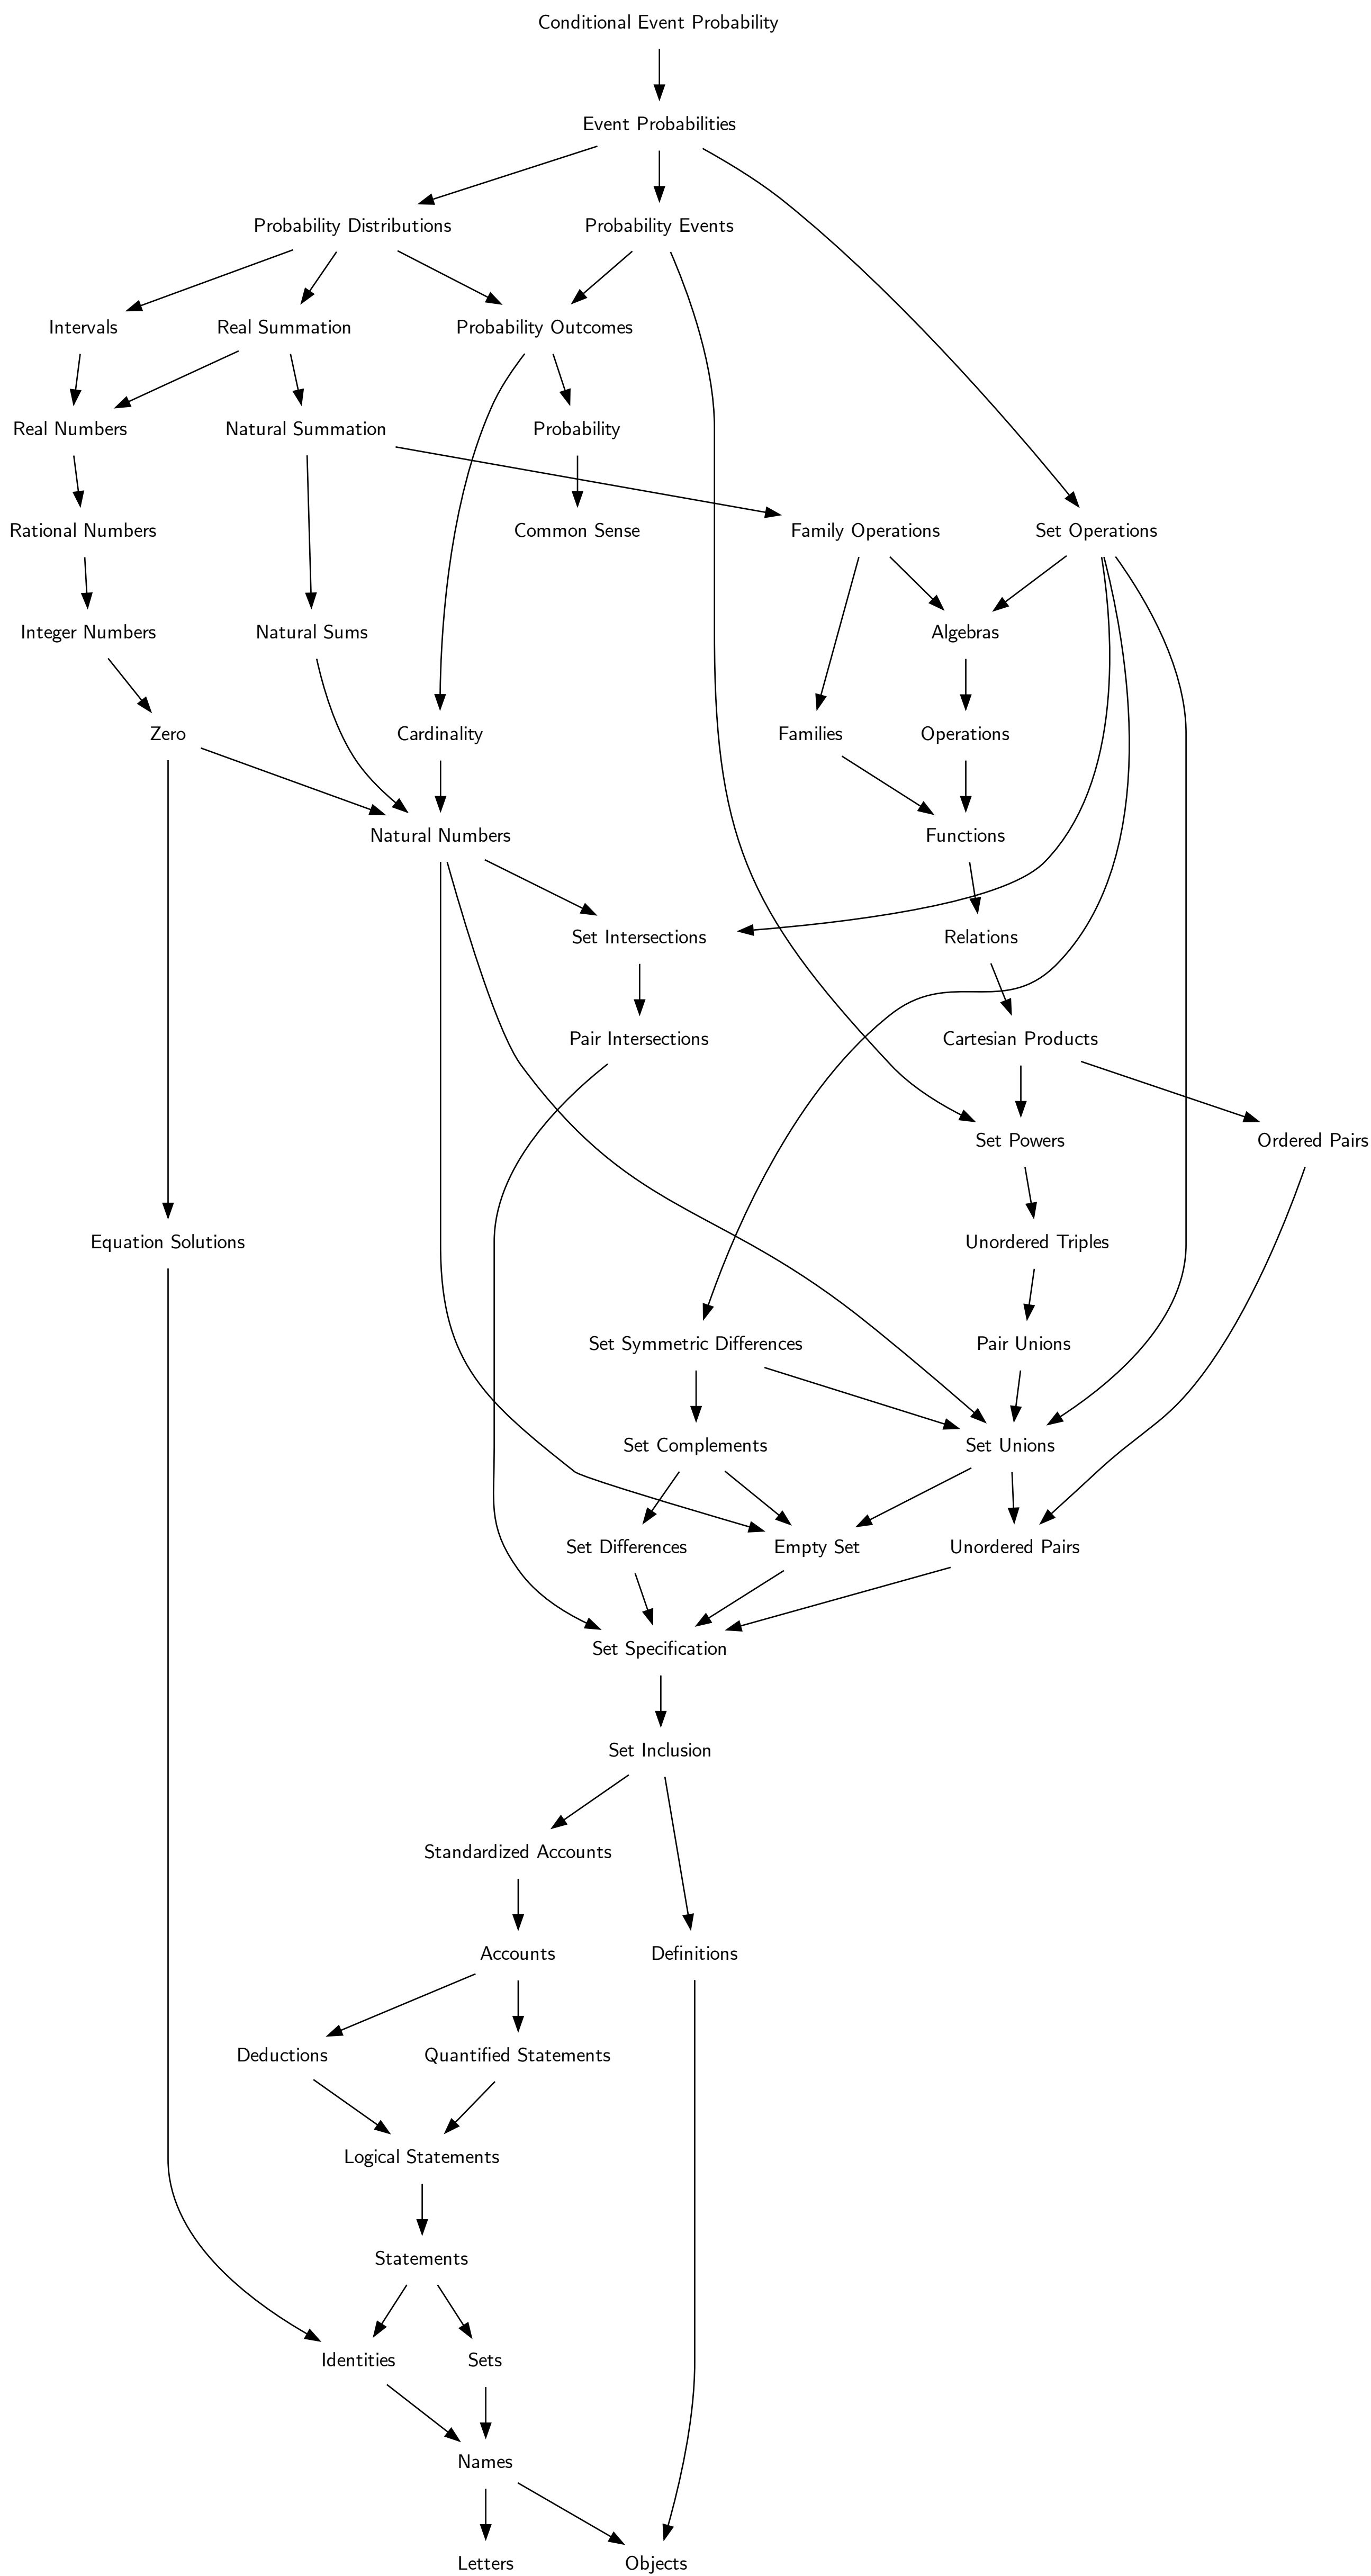 Conditional Event Probability
Event Probabilities
Probability Distributions
Probability Events
Intervals
Real Summation
Probability Outcomes
Real Numbers
Natural Summation
Probability
Rational Numbers
Common Sense
Family Operations
Set Operations
Integer Numbers
Natural Sums
Algebras
Zero
Cardinality
Families
Operations
Natural Numbers
Functions
Set Intersections
Relations
Pair Intersections
Cartesian Products
Set Powers
Ordered Pairs
Equation Solutions
Unordered Triples
Set Symmetric Differences
Pair Unions
Set Complements
Set Unions
Set Differences
Empty Set
Unordered Pairs
Set Specification
Set Inclusion
Standardized Accounts
Accounts
Definitions
Deductions
Quantified Statements
Logical Statements
Statements
Identities
Sets
Names
Letters
Objects